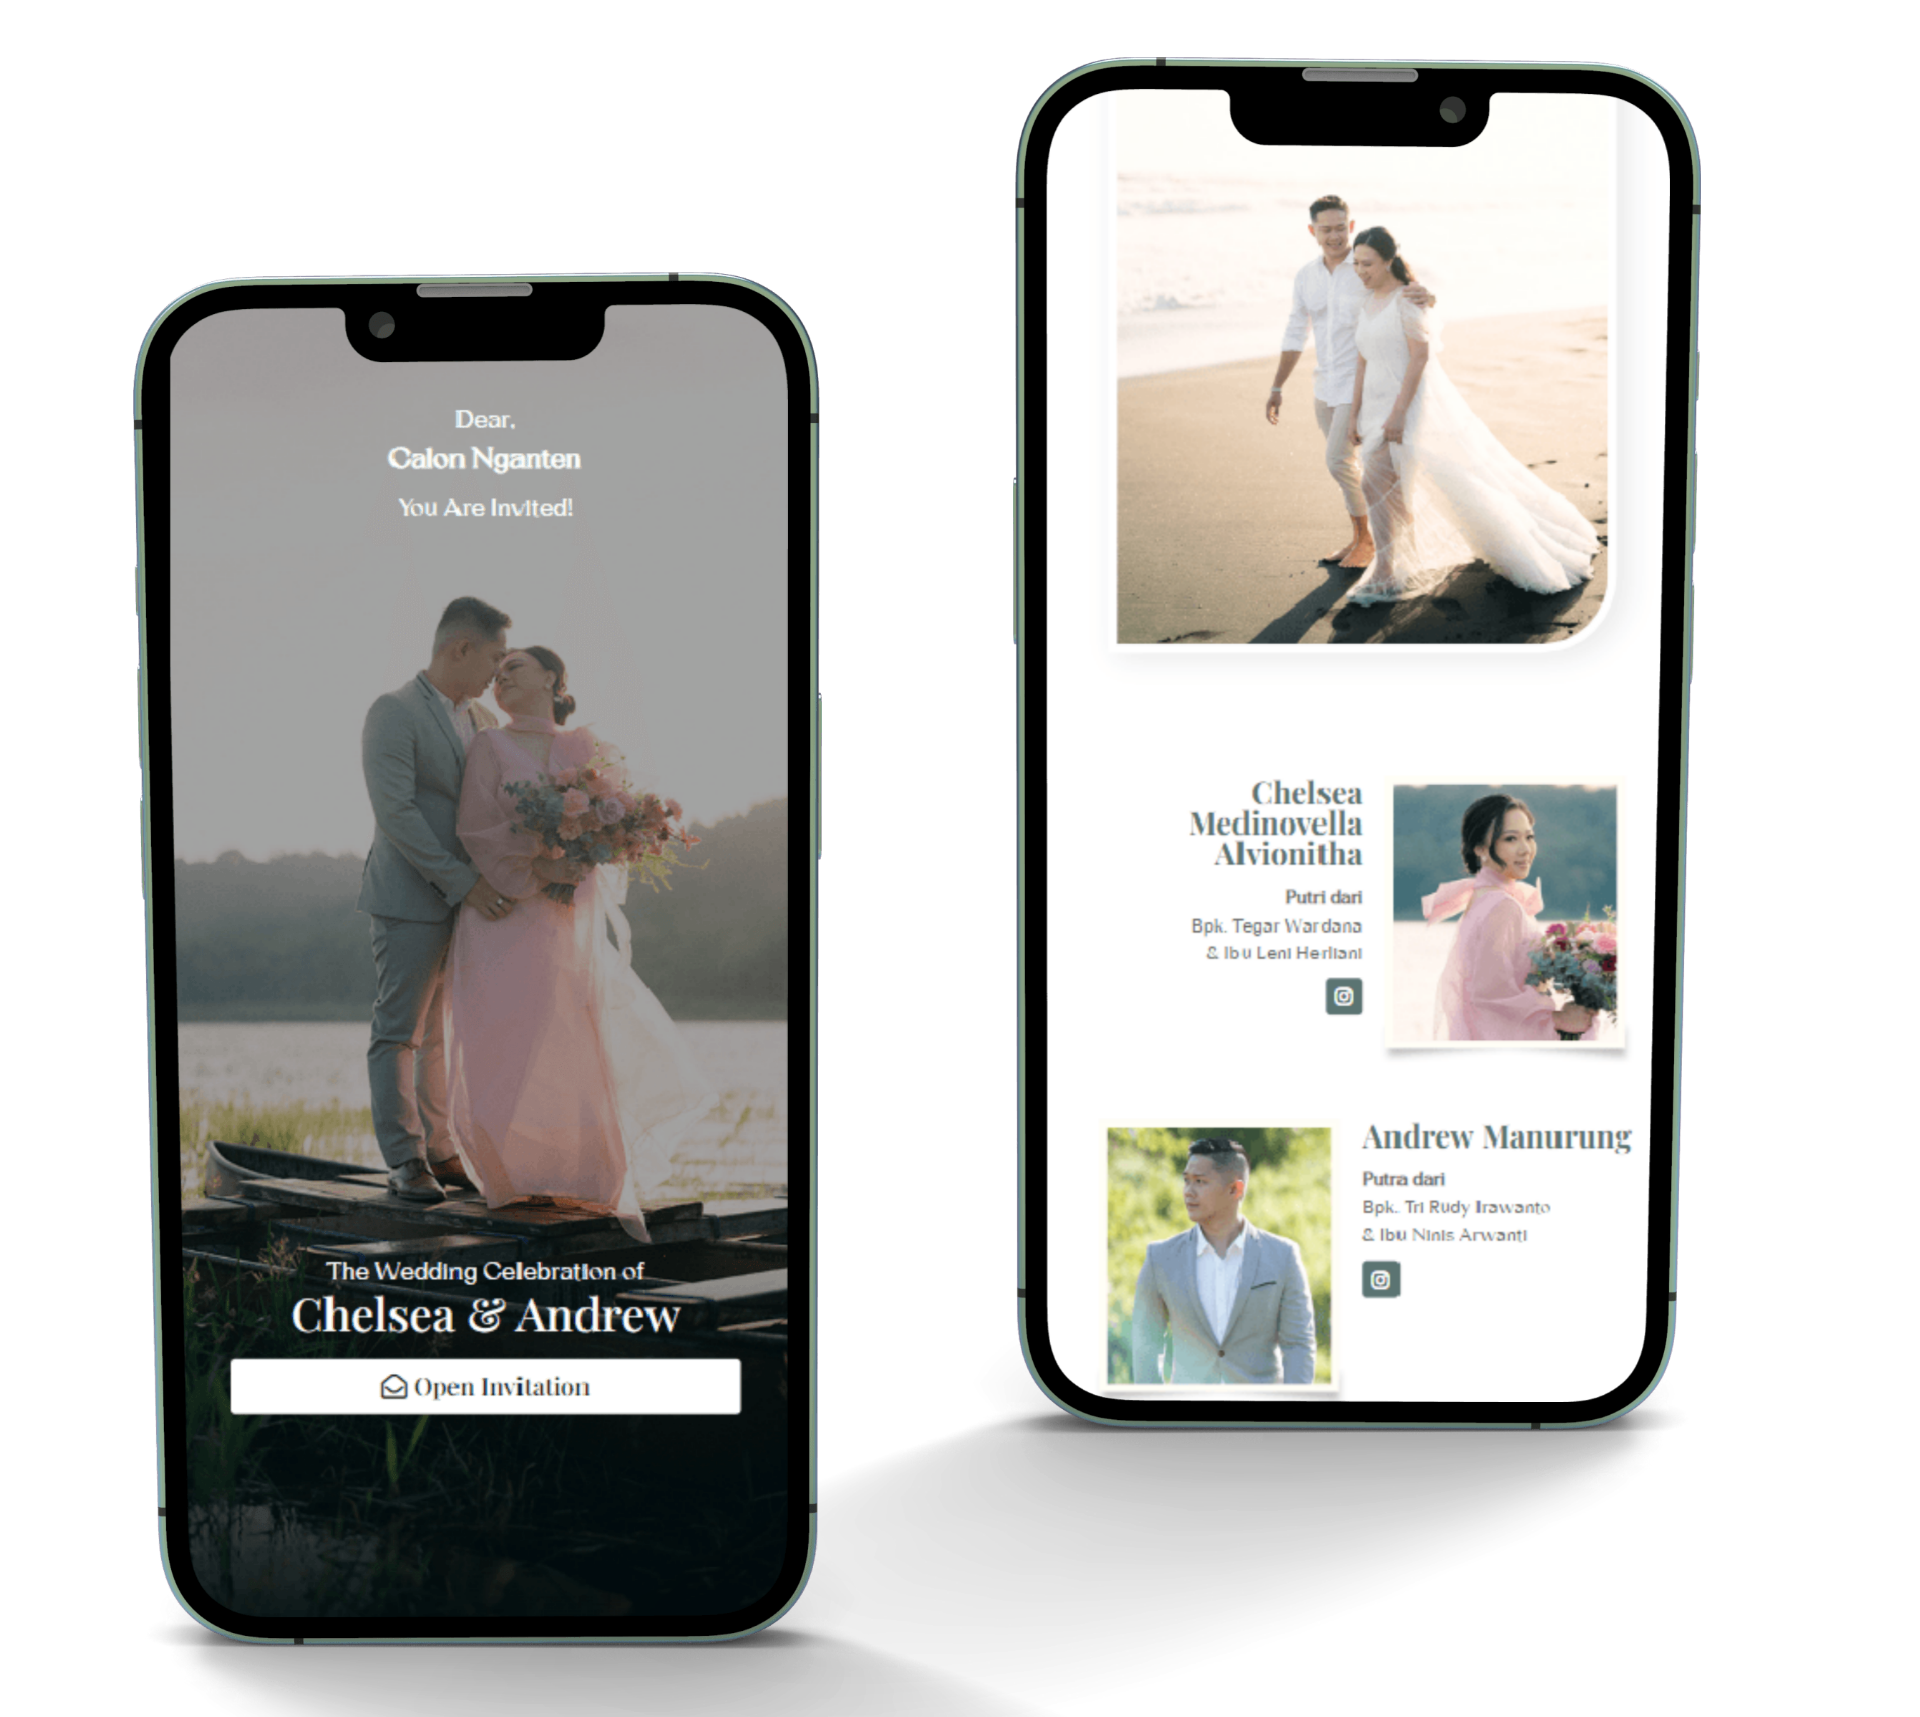 Dear,
Calon Nganten
You Are Invited!
The Wedding Celebration of
Chelsea & Andrew
Open Invitation
Chelsea
Medinovella
Alvionitha
Putri dari
Bpk. Tegar Wardana
& Ibu Leni Herliani
Andrew Manurung
Putra dari
Bpk. Tri Rudy Irawanto
& Ibu Ninis Arwanti